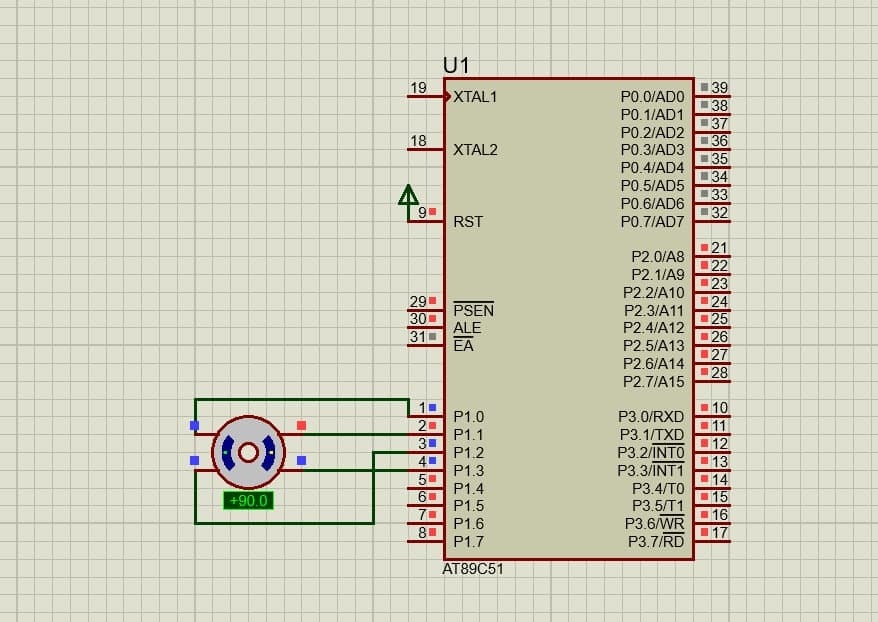 U1
19 XTAL1 P0.0/AD0 39
P0.1/AD1 38
P0.2/AD2 37
18 XTAL2 P0.3/AD3 36
P0.4/AD4 35
P0.5/AD5 34
P0.6/AD6 33
9 RST P0.7/AD7 32
P2.0/A8 21
P2.1/A9 22
P2.2/A10 23
29 PSEN P2.3/A11 24
30 ALE P2.4/A12 25
31 EA P2.5/A13 26
P2.6/A14 27
P2.7/A15 28
1 P1.0 P3.0/RXD 10
2 P1.1 P3.1/TXD 11
3 P1.2 P3.2/INT0 12
4 P1.3 P3.3/INT1 13
5 P1.4 P3.4/T0 14
6 P1.5 P3.5/T1 15
7 P1.6 P3.6/WR 16
8 P1.7 P3.7/RD 17
+90.0
AT89C51